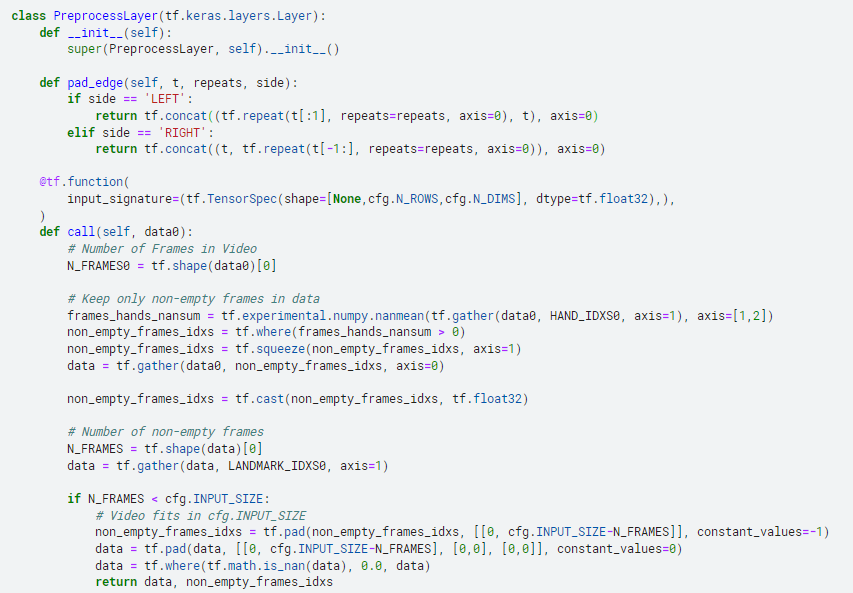 class PreprocessLayer(tf.keras.layers.Layer):
    def __init__(self):
        super(PreprocessLayer, self).__init__()

    def pad_edge(self, t, repeats, side):
        if side == 'LEFT':
            return tf.concat((tf.repeat(t[:1], repeats=repeats, axis=0), t), axis=0)
        elif side == 'RIGHT':
            return tf.concat((t, tf.repeat(t[-1:], repeats=repeats, axis=0)), axis=0)

    @tf.function(
        input_signature=(tf.TensorSpec(shape=[None,cfg.N_ROWS,cfg.N_DIMS], dtype=tf.float32),),
    )
    def call(self, data0):
        # Number of Frames in Video
        N_FRAMES0 = tf.shape(data0)[0]

        # Keep only non-empty frames in data
        frames_hands_nansum = tf.experimental.numpy.nanmean(tf.gather(data0, HAND_IDXS0, axis=1), axis=[1,2])
        non_empty_frames_idxs = tf.where(frames_hands_nansum > 0)
        non_empty_frames_idxs = tf.squeeze(non_empty_frames_idxs, axis=1)
        data = tf.gather(data0, non_empty_frames_idxs, axis=0)

        non_empty_frames_idxs = tf.cast(non_empty_frames_idxs, tf.float32)

        # Number of non-empty frames
        N_FRAMES = tf.shape(data)[0]
        data = tf.gather(data, LANDMARK_IDXS0, axis=1)

        if N_FRAMES < cfg.INPUT_SIZE:
            # Video fits in cfg.INPUT_SIZE
            non_empty_frames_idxs = tf.pad(non_empty_frames_idxs, [[0, cfg.INPUT_SIZE-N_FRAMES]], constant_values=-1)
            data = tf.pad(data, [[0, cfg.INPUT_SIZE-N_FRAMES], [0,0], [0,0]], constant_values=0)
            data = tf.where(tf.math.is_nan(data), 0.0, data)
            return data, non_empty_frames_idxs